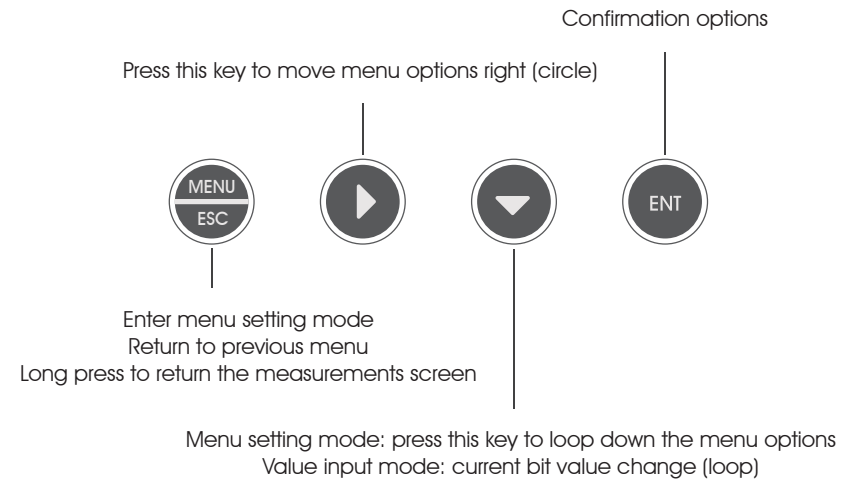 Confirmation options
Press this key to move menu options right (circle)
MENU
ESC
ENT
Enter menu setting mode
Return to previous menu
Long press to return the measurements screen
Menu setting mode: press this key to loop down the menu options
Value input mode: current bit value change (loop)